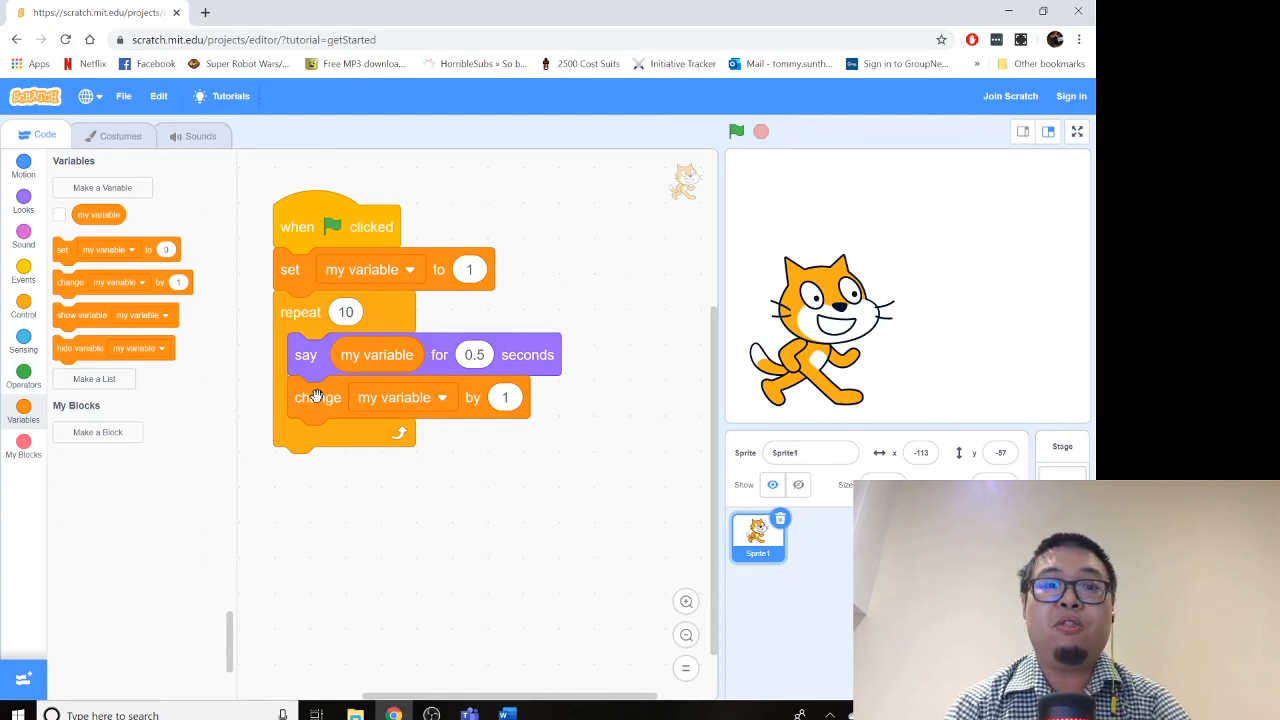 https://scratch.mit.edu/projects/e
scratch.mit.edu/projects/editor/?tutorial=getStarted
Apps
Netflix
Facebook
Super Robot Wars/...
Free MP3 downloa...
HorribleSubs » So b...
2500 Cost Suits
Initiative Tracker
Mail - tommy.sunth...
Sign in to GroupNe...
»
Other bookmarks
SCRATCH
File
Edit
Tutorials
Join Scratch
Sign in
Code
Costumes
Sounds
Motion
Looks
Sound
Events
Control
Sensing
Operators
Variables
My Blocks
Variables
Make a Variable
my variable
set my variable to 0
change my variable by 1
show variable my variable
hide variable my variable
Make a List
My Blocks
Make a Block
when clicked
set my variable to 1
repeat 10
say my variable for 0.5 seconds
change my variable by 1
Sprite Sprite1 x -113 y -57
Show Size
Sprite1
Stage
Type here to search